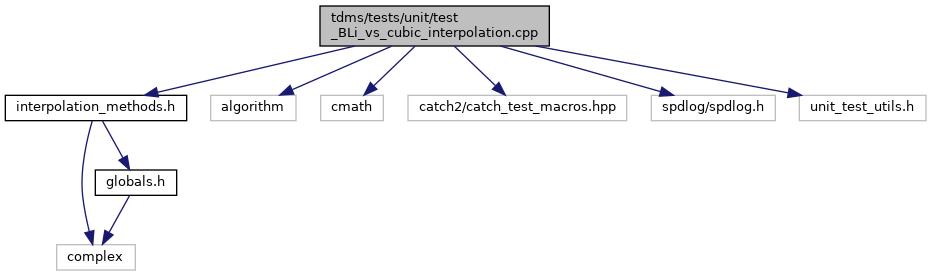 tdms/tests/unit/test
_BLi_vs_cubic_interpolation.cpp
interpolation_methods.h
algorithm
cmath
catch2/catch_test_macros.hpp
spdlog/spdlog.h
unit_test_utils.h
globals.h
complex